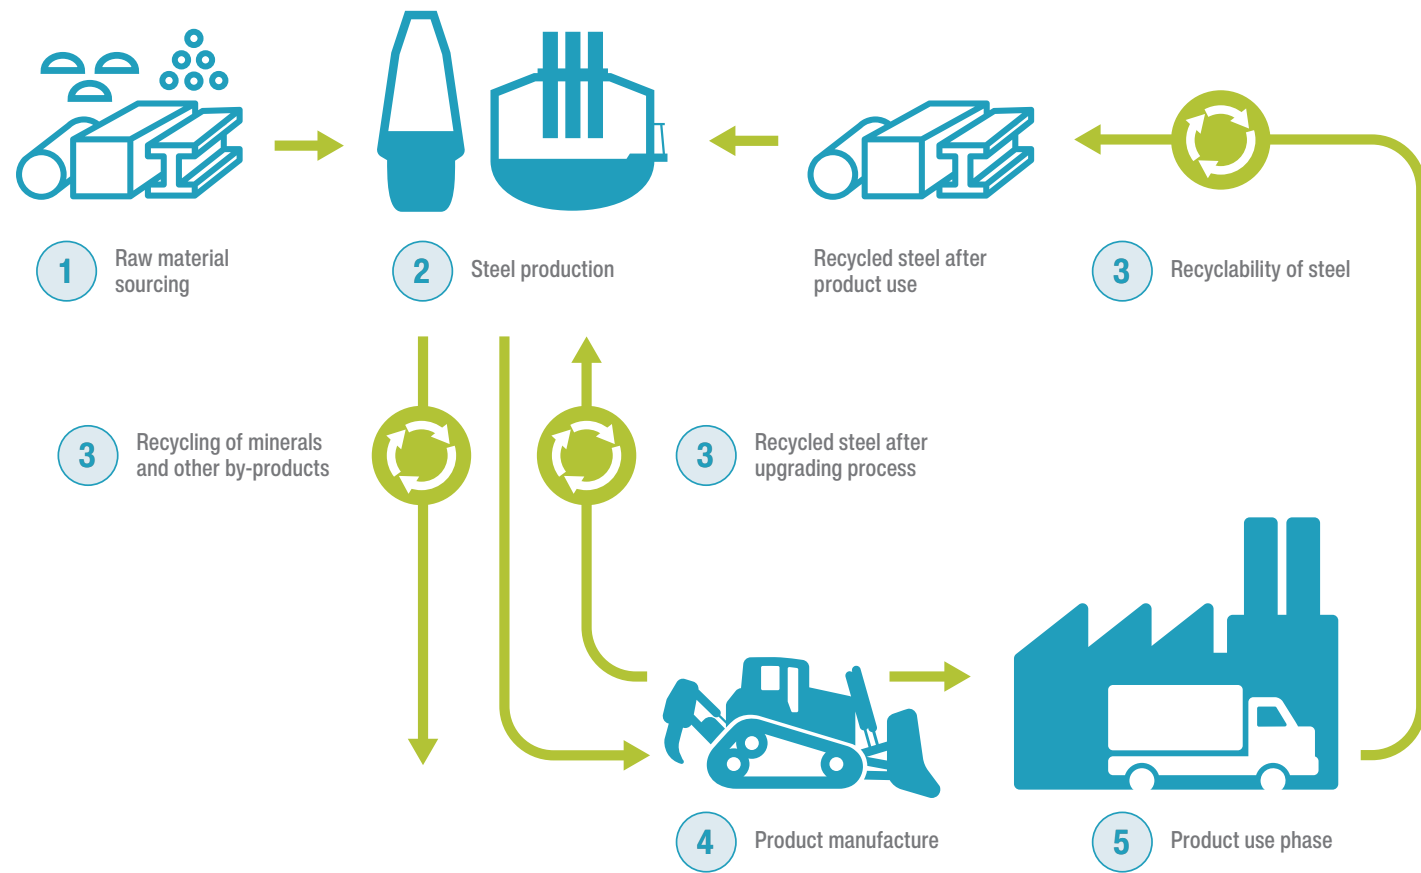 1
Raw material
sourcing
2
Steel production
Recycled steel after
product use
3
Recyclability of steel
3
Recycling of minerals
and other by-products
3
Recycled steel after
upgrading process
4
Product manufacture
5
Product use phase